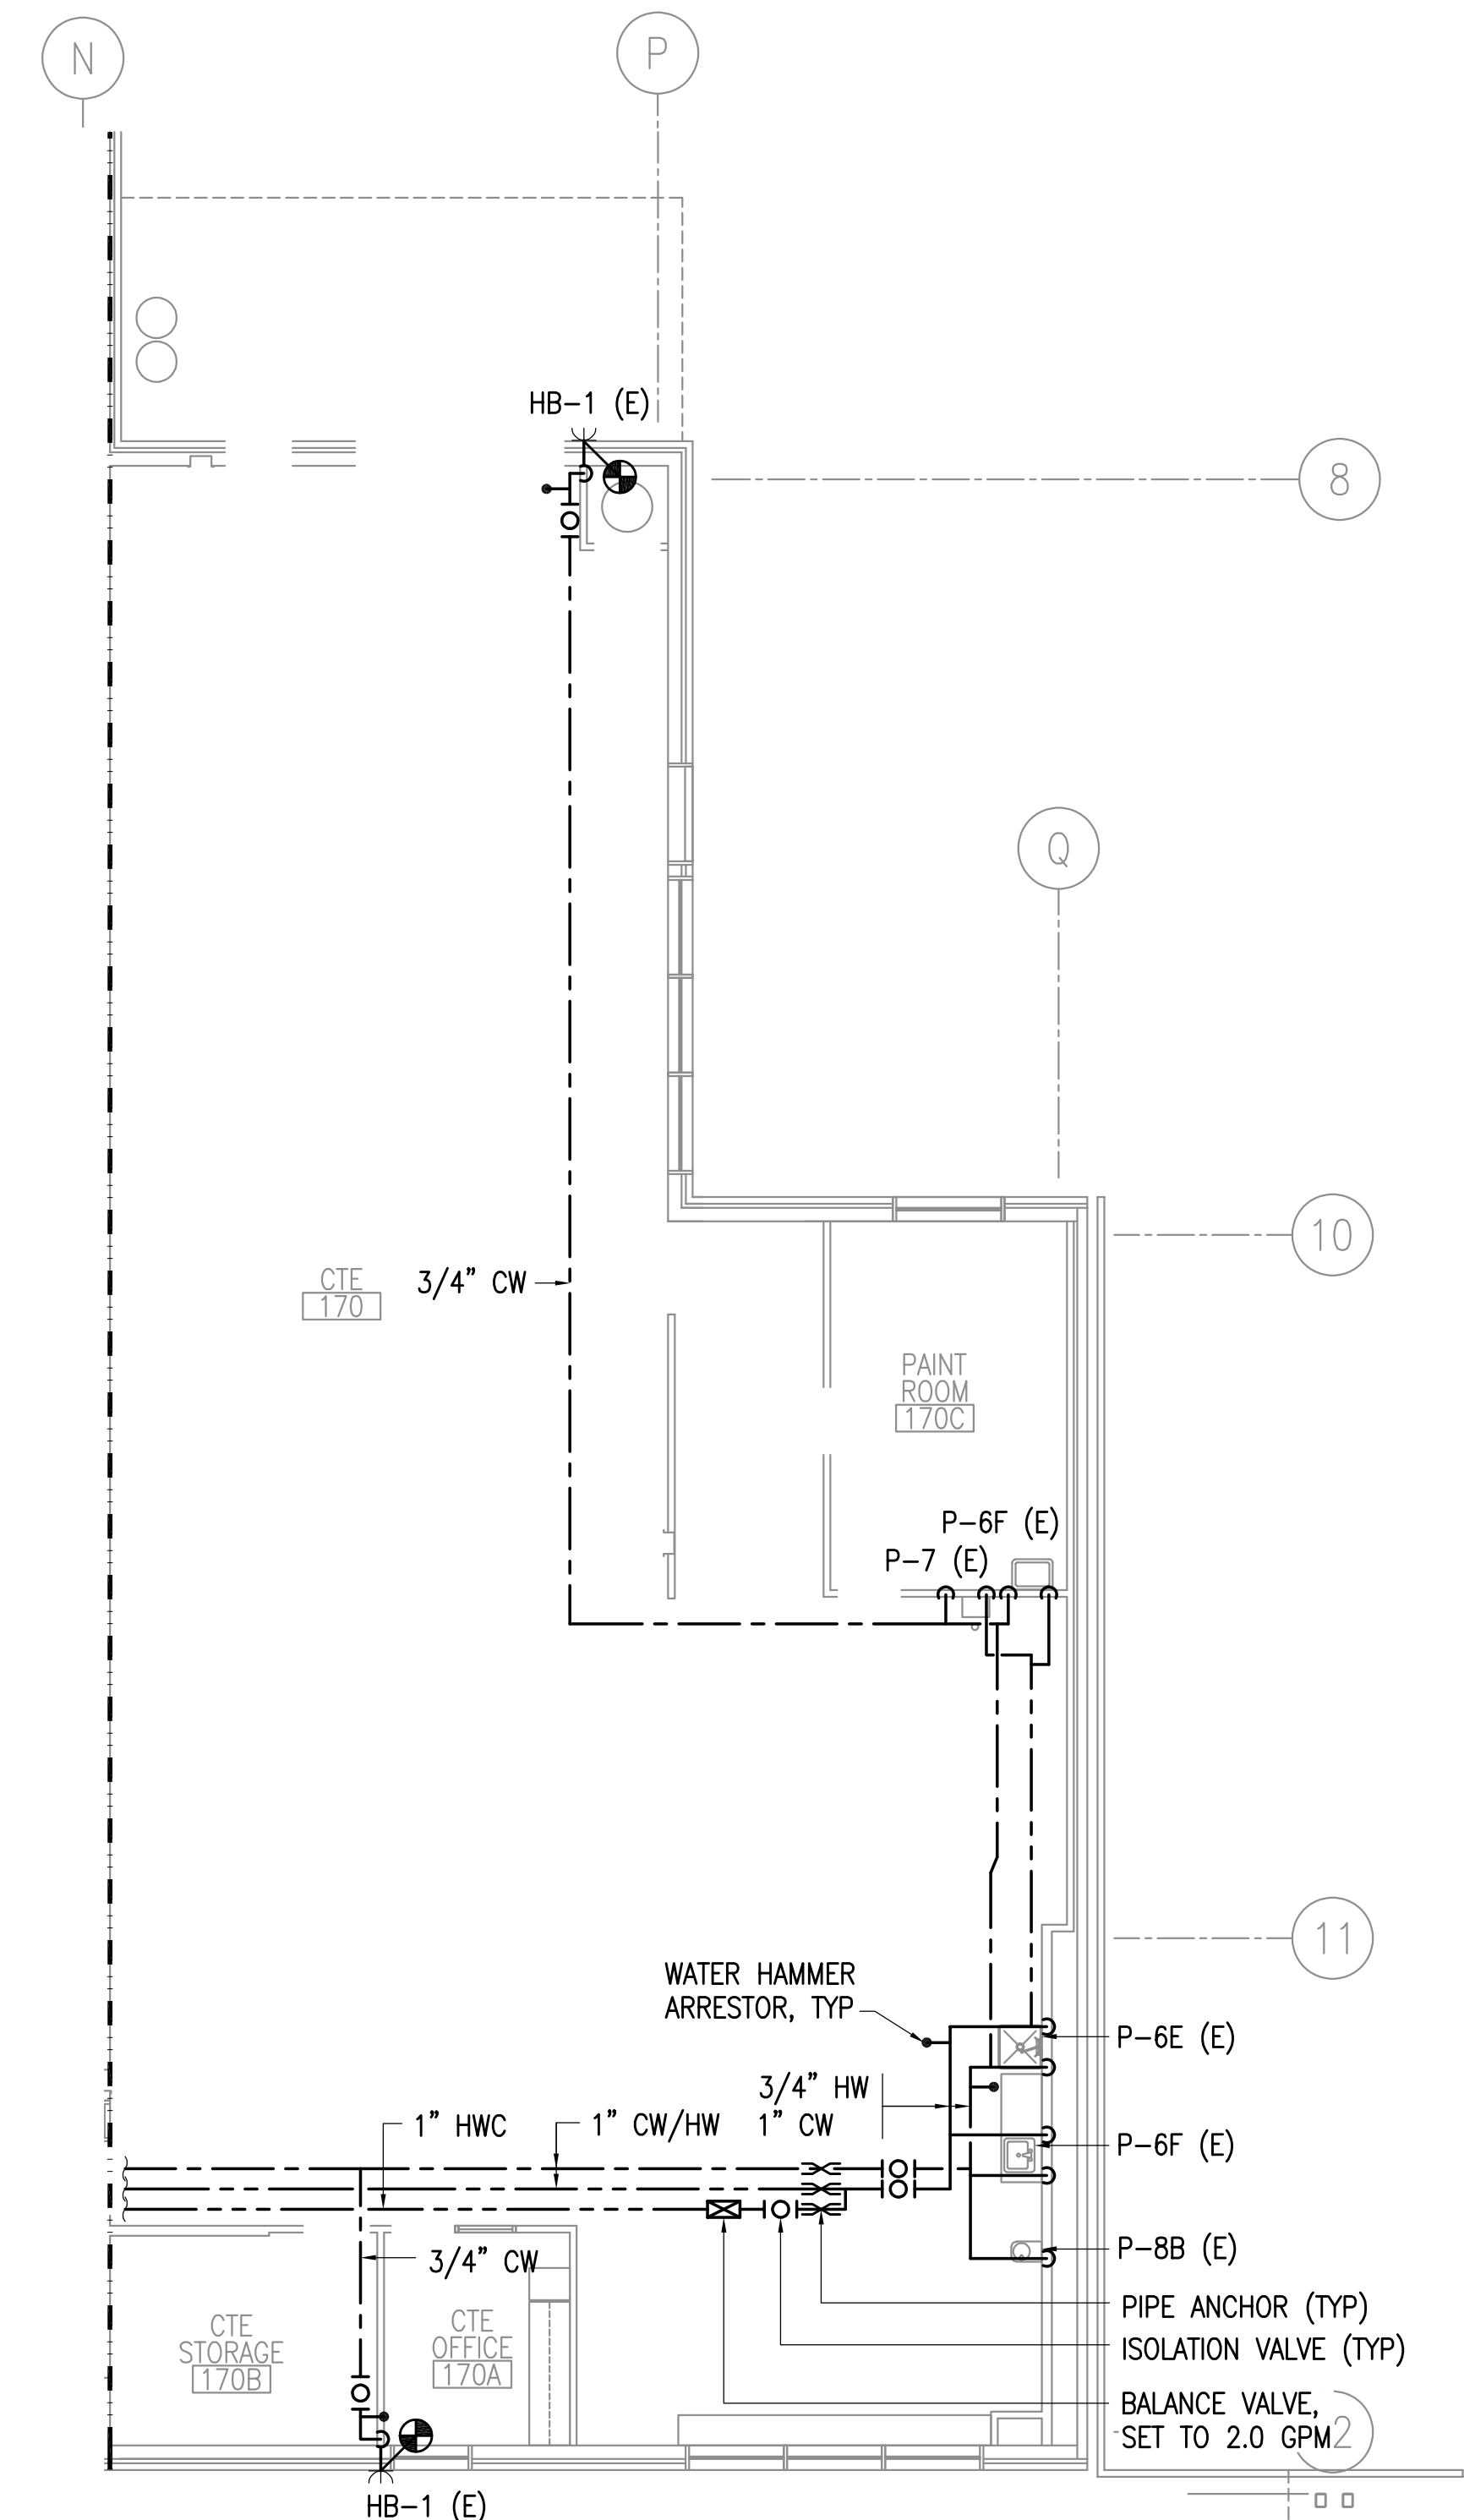 N
P
HB-1 (E)
8
Q
10
CTE
170
3/4" CW
PAINT
ROOM
170C
P-6F (E)
P-7 (E)
11
WATER HAMMER
ARRESTOR, TYP
P-6E (E)
3/4" HW
1" CW
1" HWC
1" CW/HW
P-6F (E)
P-8B (E)
3/4" CW
PIPE ANCHOR (TYP)
CTE
STORAGE
170B
CTE
OFFICE
170A
ISOLATION VALVE (TYP)
BALANCE VALVE,
SET TO 2.0 GPM
2
HB-1 (E)